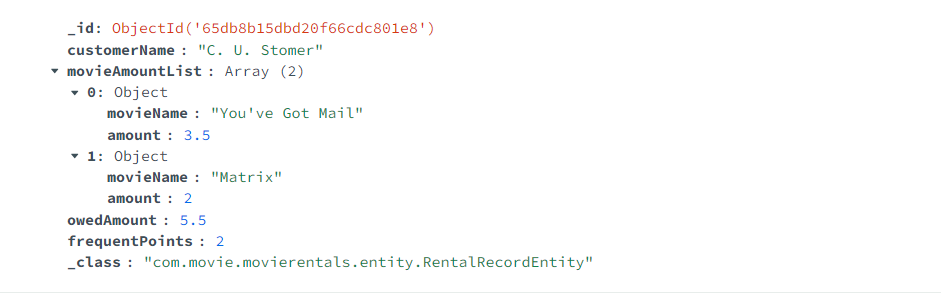 _id: ObjectId('65db8b15dbd20f66cdc801e8')
customerName : "C. U. Stomer"
movieAmountList : Array (2)
0: Object
movieName : "You've Got Mail"
amount : 3.5
1: Object
movieName : "Matrix"
amount : 2
owedAmount : 5.5
frequentPoints : 2
_class : "com.movie.movierentals.entity.RentalRecordEntity"